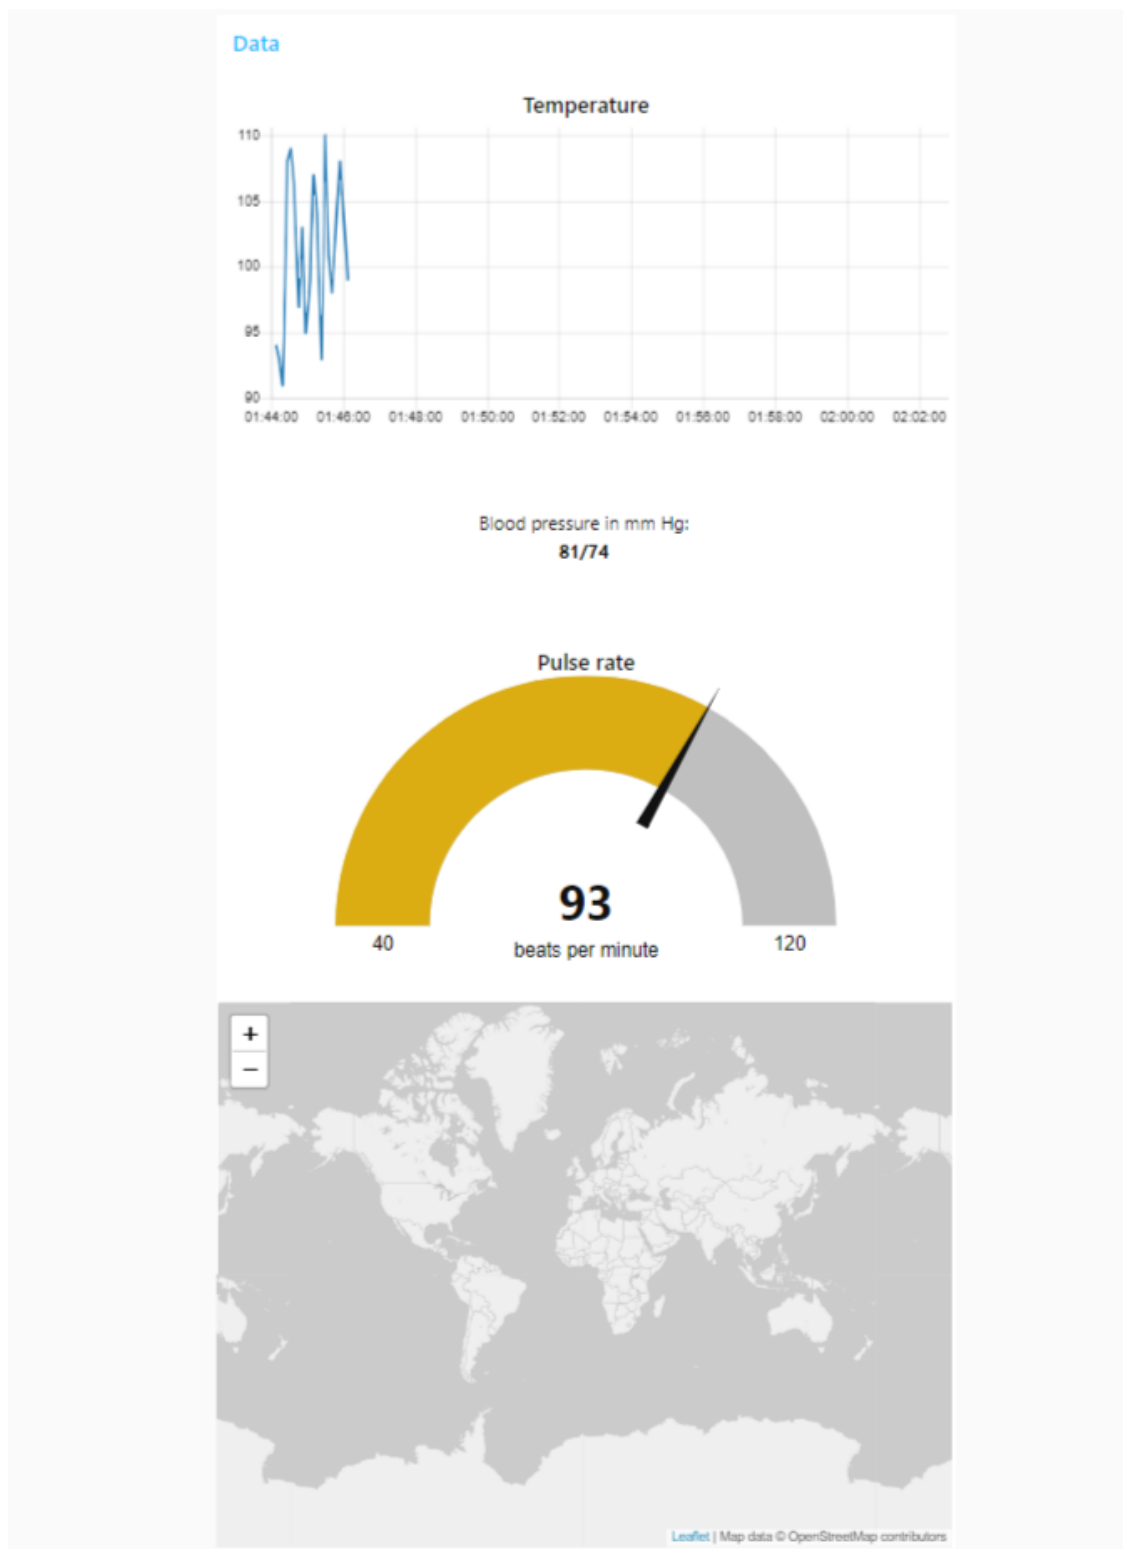 Data
Temperature
110
105
100
95
90
01:44:00 01:46:00 01:48:00 01:50:00 01:52:00 01:54:00 01:56:00 01:58:00 02:00:00 02:02:00
Blood pressure in mm Hg:
81/74
Pulse rate
93
40 beats per minute 120
+
−
Leaflet | Map data © OpenStreetMap contributors